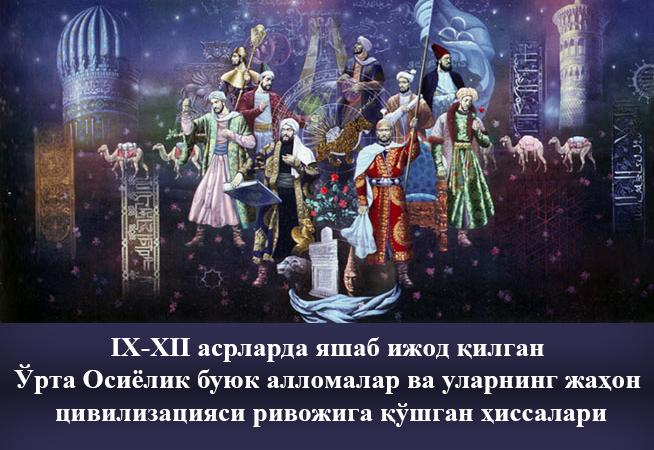 IX-XII асрларда яшаб ижод қилган
Ўрта Осиёлик буюк алломалар ва уларнинг жаҳон
цивилизацияси ривожига қўшган ҳиссалари